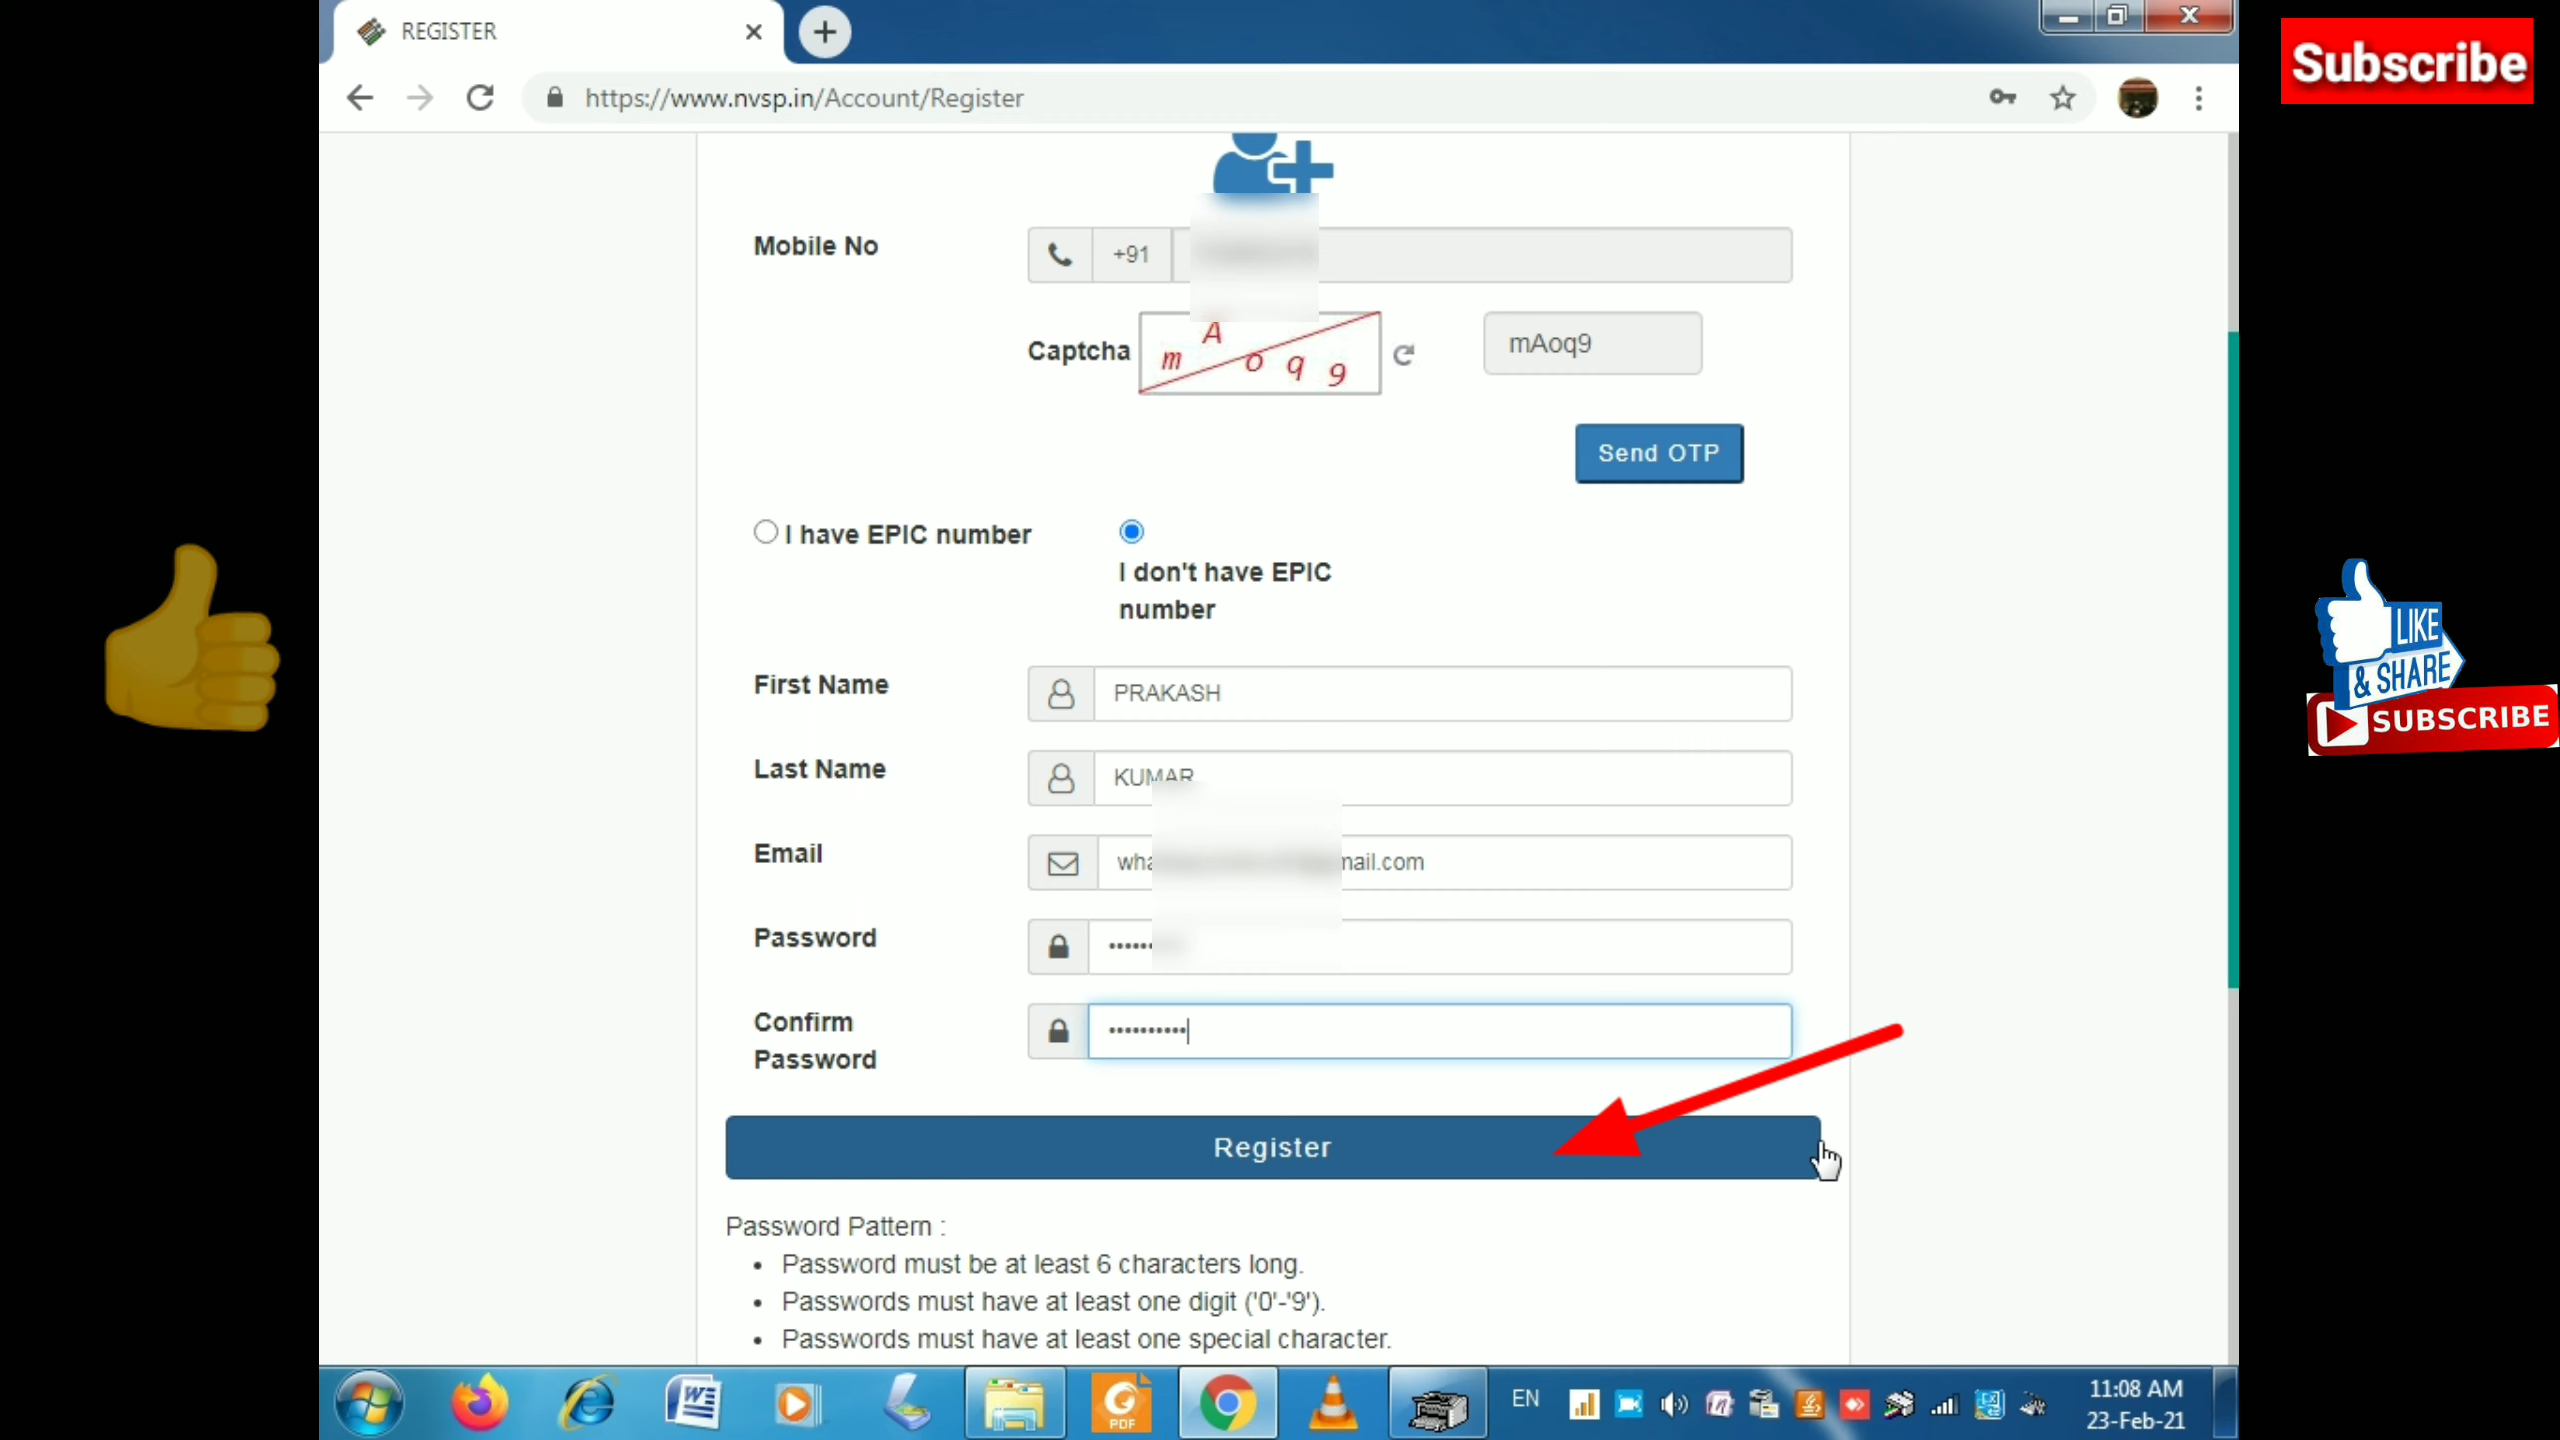 REGISTER
Subscribe
https://www.nvsp.in/Account/Register
Mobile No
+91
Captcha
m A o q 9
mAoq9
Send OTP
I have EPIC number
I don't have EPIC
number
First Name
PRAKASH
Last Name
KUMAR
LIKE
& SHARE
SUBSCRIBE
Email
mail.com
Password
Confirm
Password
Register
Password Pattern :
• Password must be at least 6 characters long.
• Passwords must have at least one digit ('0'-'9').
• Passwords must have at least one special character.
PDF
EN
11:08 AM
23-Feb-21